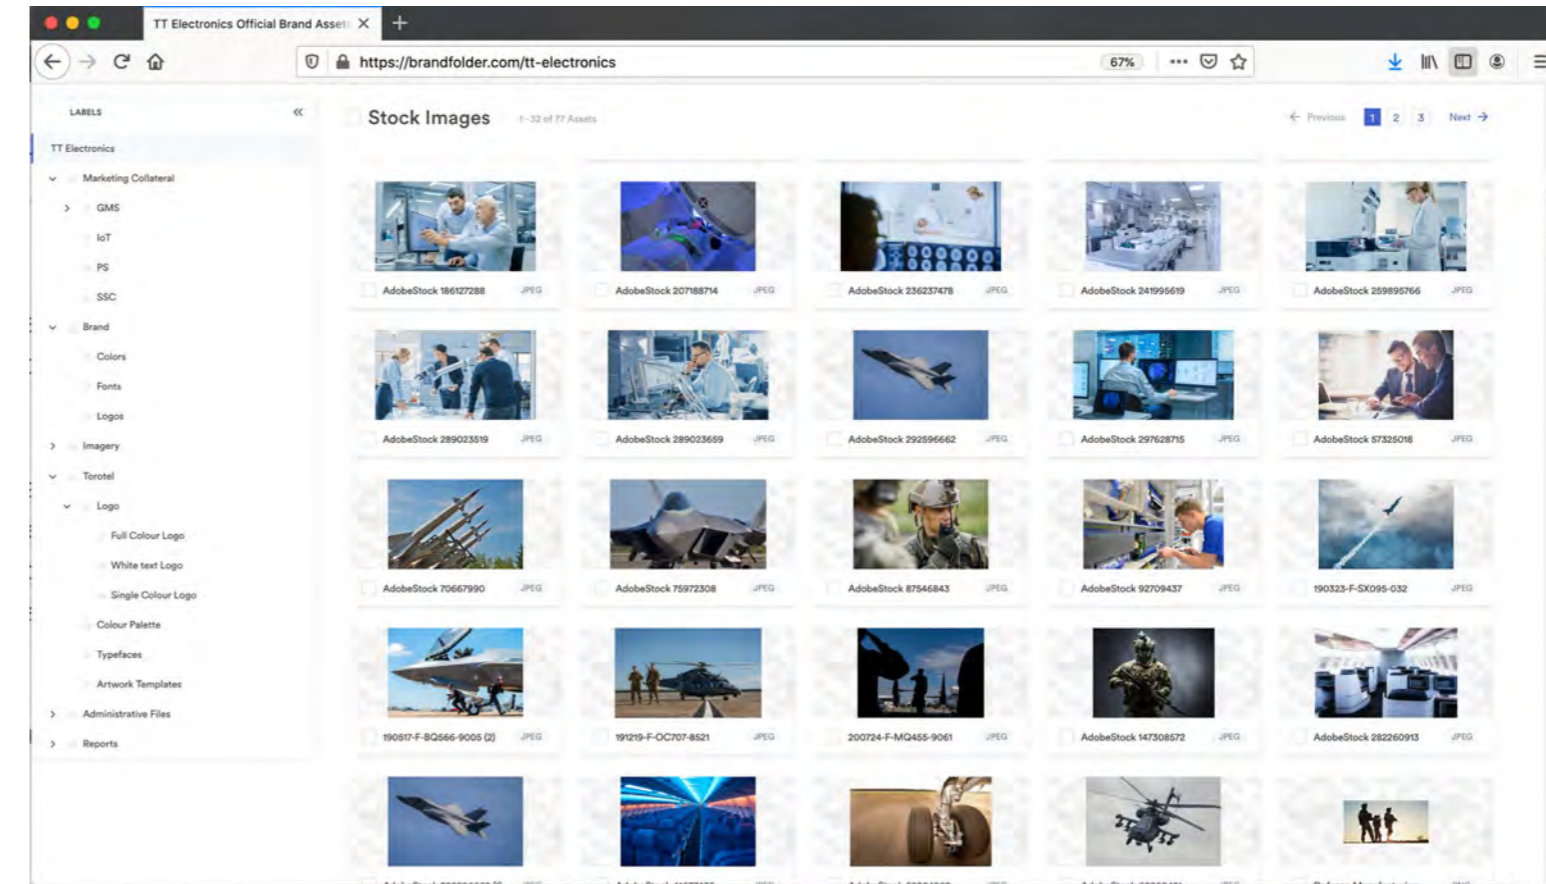 TT Electronics Official Brand Asset
https://brandfolder.com/tt-electronics
67%
LABELS
TT Electronics
Marketing Collateral
GMS
IoT
PS
SSC
Brand
Colors
Fonts
Logos
Imagery
Torotel
Logo
Full Colour Logo
White text Logo
Single Colour Logo
Colour Palette
Typefaces
Artwork Templates
Administrative Files
Reports
Stock Images 1-32 of 77 Assets
Previous 1 2 3 Next
AdobeStock 186127288 JPEG AdobeStock 207188714 JPEG AdobeStock 236237478 JPEG AdobeStock 241995619 JPEG AdobeStock 259895766 JPEG
AdobeStock 289023519 JPEG AdobeStock 289023659 JPEG AdobeStock 292596662 JPEG AdobeStock 297628715 JPEG AdobeStock 57325018 JPEG
AdobeStock 70667990 JPEG AdobeStock 75972308 JPEG AdobeStock 87546843 JPEG AdobeStock 92709437 JPEG 190323-F-SX095-032 JPEG
190517-F-BQ566-9005 (2) JPEG 191219-F-OC707-8521 JPEG 200724-F-MQ455-9061 JPEG AdobeStock 147308572 JPEG AdobeStock 282260913 JPEG